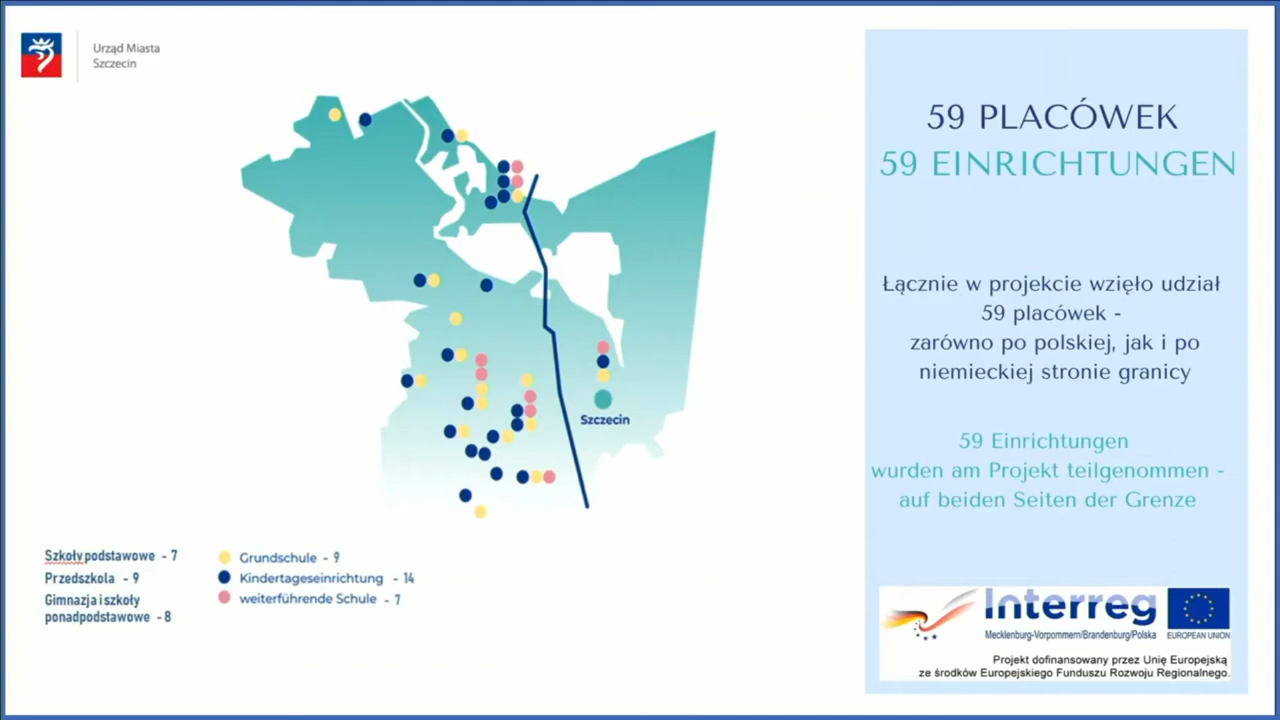 Urząd Miasta
Szczecin
59 PLACÓWEK
59 EINRICHTUNGEN
Łącznie w projekcie wzięło udział
59 placówek -
zarówno po polskiej, jak i po
niemieckiej stronie granicy
59 Einrichtungen
wurden am Projekt teilgenommen -
auf beiden Seiten der Grenze
Szczecin
Szkoły podstawowe - 7
Przedszkola - 9
Gimnazja i szkoły
ponadpodstawowe - 8
Grundschule - 9
Kindertageseinrichtung - 14
weiterführende Schule - 7
Interreg
Mecklenburg-Vorpommern/Brandenburg/Polska
EUROPEAN UNION
Projekt dofinansowany przez Unię Europejską
ze środków Europejskiego Funduszu Rozwoju Regionalnego.